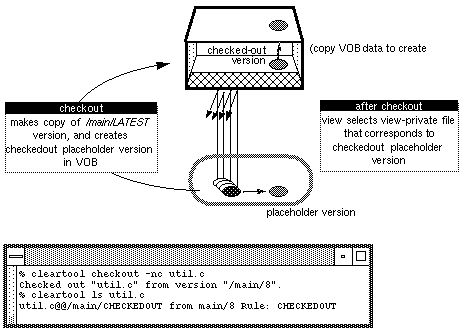 checked-out
version
(copy VOB data to create
checkout
makes copy of /main/LATEST
version, and creates
checkedout placeholder version
in VOB
after checkout
view selects view-private file
that corresponds to
checkedout placeholder
version
placeholder version
% cleartool checkout -nc util.c
Checked out "util.c" from version "/main/8".
% cleartool ls util.c
util.c@@/main/CHECKEDOUT from main/8 Rule: CHECKEDOUT